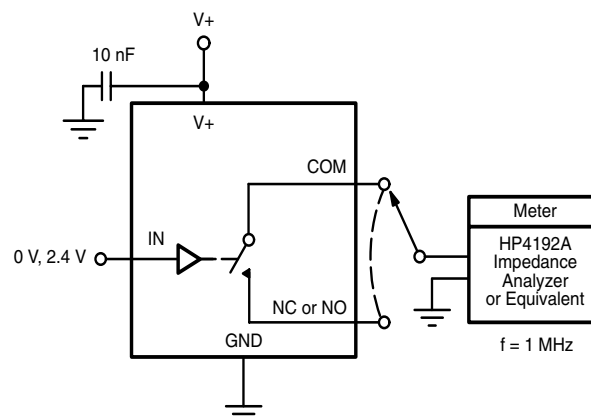 V+
10 nF
V+
COM
Meter
IN
HP4192A
Impedance
Analyzer
or Equivalent
0 V, 2.4 V
NC or NO
GND
f = 1 MHz